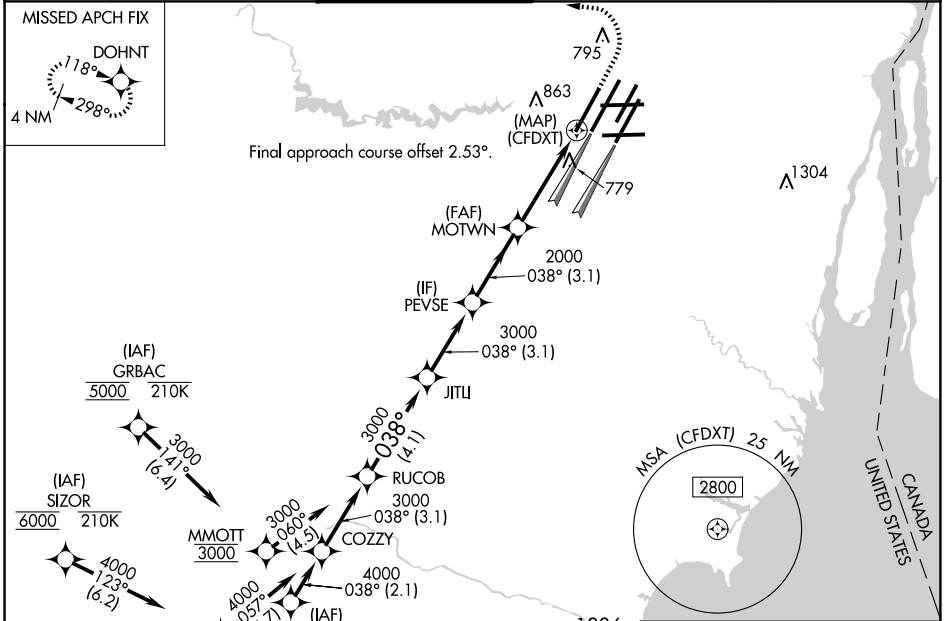 MISSED APCH FIX
DOHNT
118°
298°
4 NM
795
863
(MAP)
(CFDXT)
Final approach course offset 2.53°.
779
1304
(FAF)
MOTWN
2000
038° (3.1)
(IF)
PEVSE
3000
038° (3.1)
JITLI
(IAF)
GRBAC
5000 210K
3000
141°
(6.4)
3000
038°
(4.1)
RUCOB
3000
038° (3.1)
(IAF)
SIZOR
6000 210K
4000
123°
(6.2)
MMOTT
3000
3000
060°
(4.5)
COZZY
4000
038° (2.1)
4000
057°
(IAF)
MSA (CFDXT) 25 NM
2800
CANADA
UNITED STATES